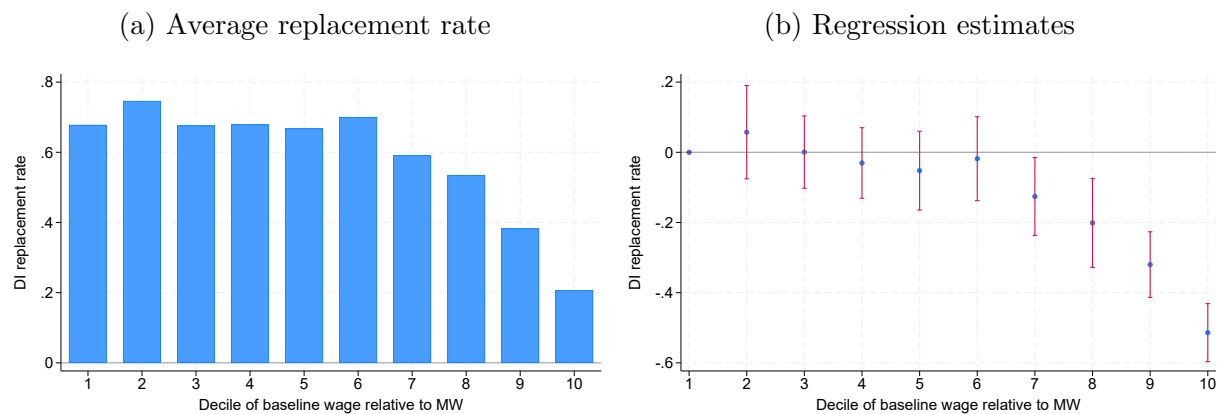 (a) Average replacement rate
.8
.6
.4
.2
0
DI replacement rate
1 2 3 4 5 6 7 8 9 10
Decile of baseline wage relative to MW
(b) Regression estimates
.2
0
-.2
-.4
-.6
DI replacement rate
1 2 3 4 5 6 7 8 9 10
Decile of baseline wage relative to MW